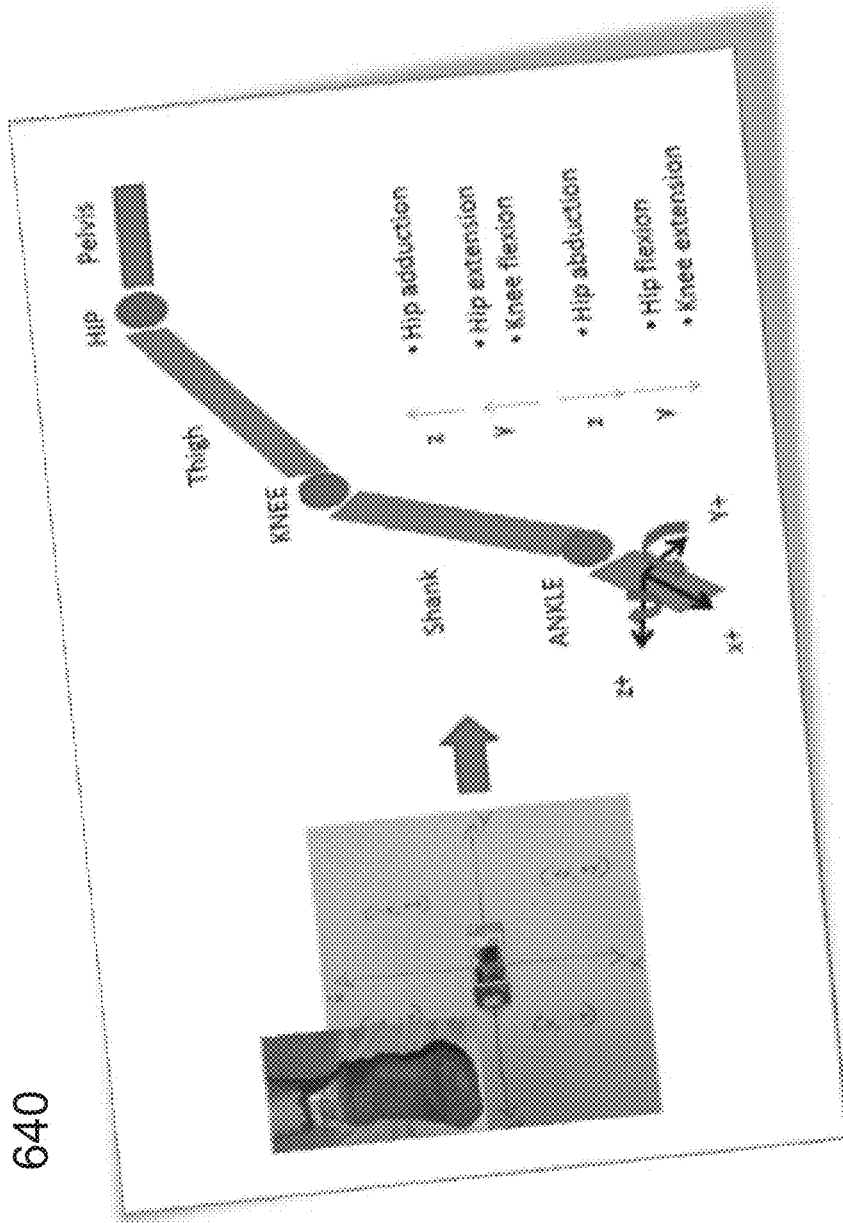 640
Pelvis
HIP
Thigh
KNEE
Shank
ANKLE
z
• Hip adduction
y
• Hip extension
• Knee flexion
z
• Hip abduction
y
• Hip flexion
• Knee extension
Z+
Y+
X+